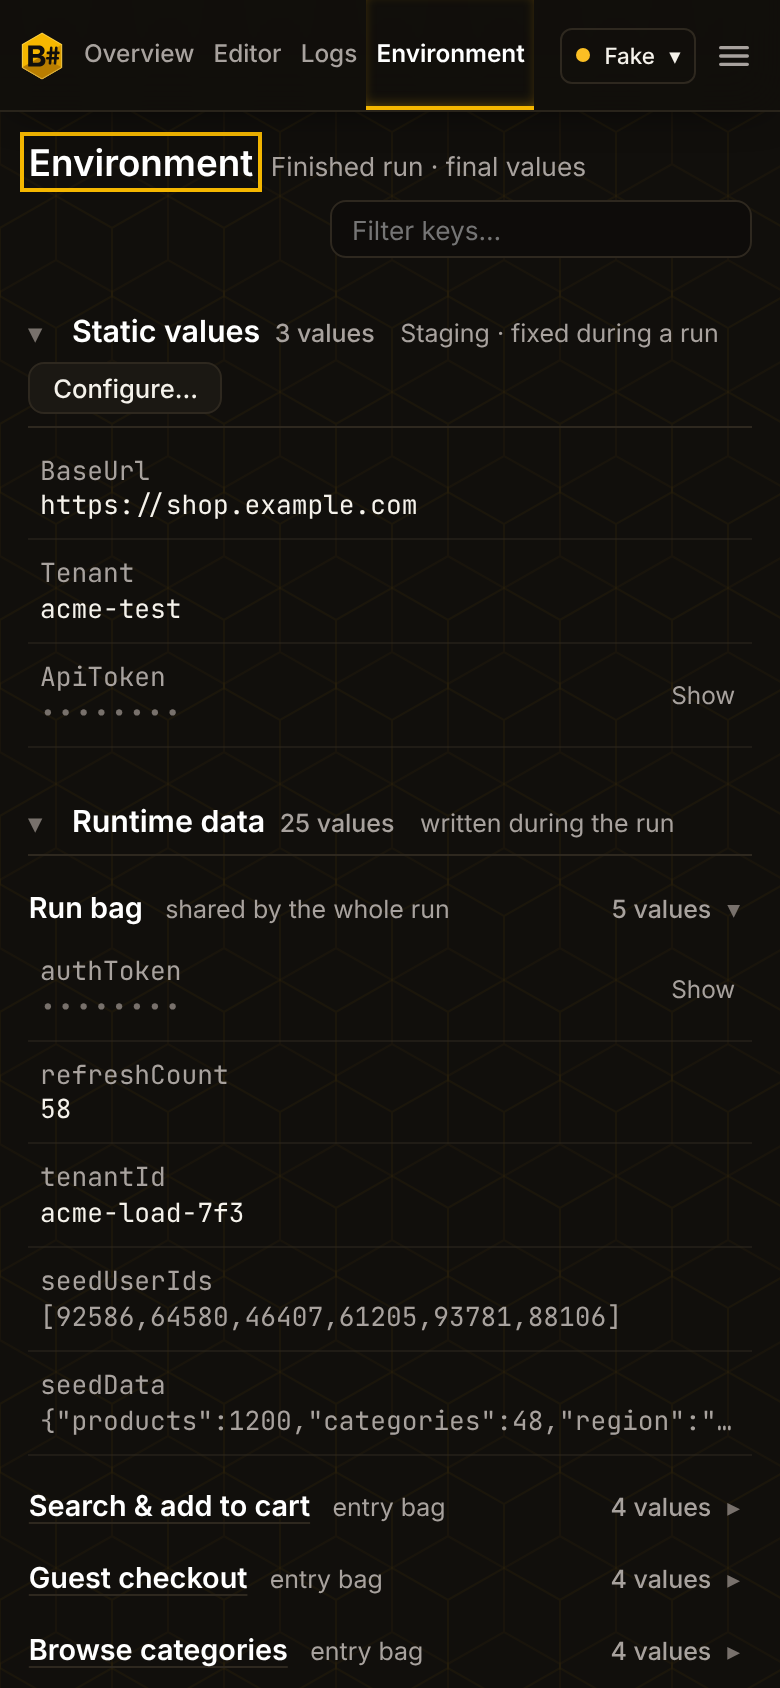 B# Overview Editor Logs Environment Fake ▾
Environment Finished run · final values
Filter keys...
▼ Static values 3 values Staging · fixed during a run
Configure...
BaseUrl
https://shop.example.com
Tenant
acme-test
ApiToken
Show
••••••••
▼ Runtime data 25 values written during the run
Run bag shared by the whole run 5 values ▼
authToken
Show
••••••••
refreshCount
58
tenantId
acme-load-7f3
seedUserIds
[92586,64580,46407,61205,93781,88106]
seedData
{"products":1200,"categories":48,"region":"…
Search & add to cart entry bag 4 values ▸
Guest checkout entry bag 4 values ▸
Browse categories entry bag 4 values ▸